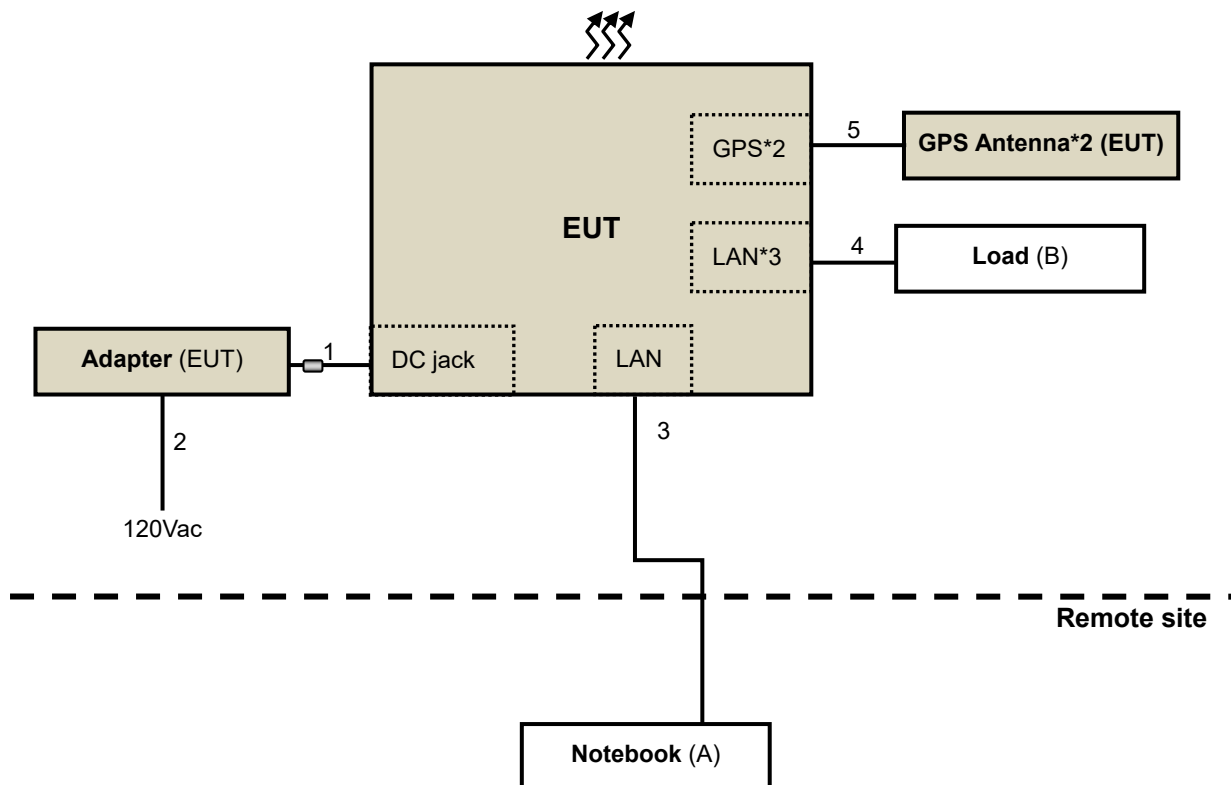 GPS*2
5
GPS Antenna*2 (EUT)
EUT
LAN*3
4
Load (B)
Adapter (EUT)
1
DC jack
LAN
2
3
120Vac
Remote site
Notebook (A)